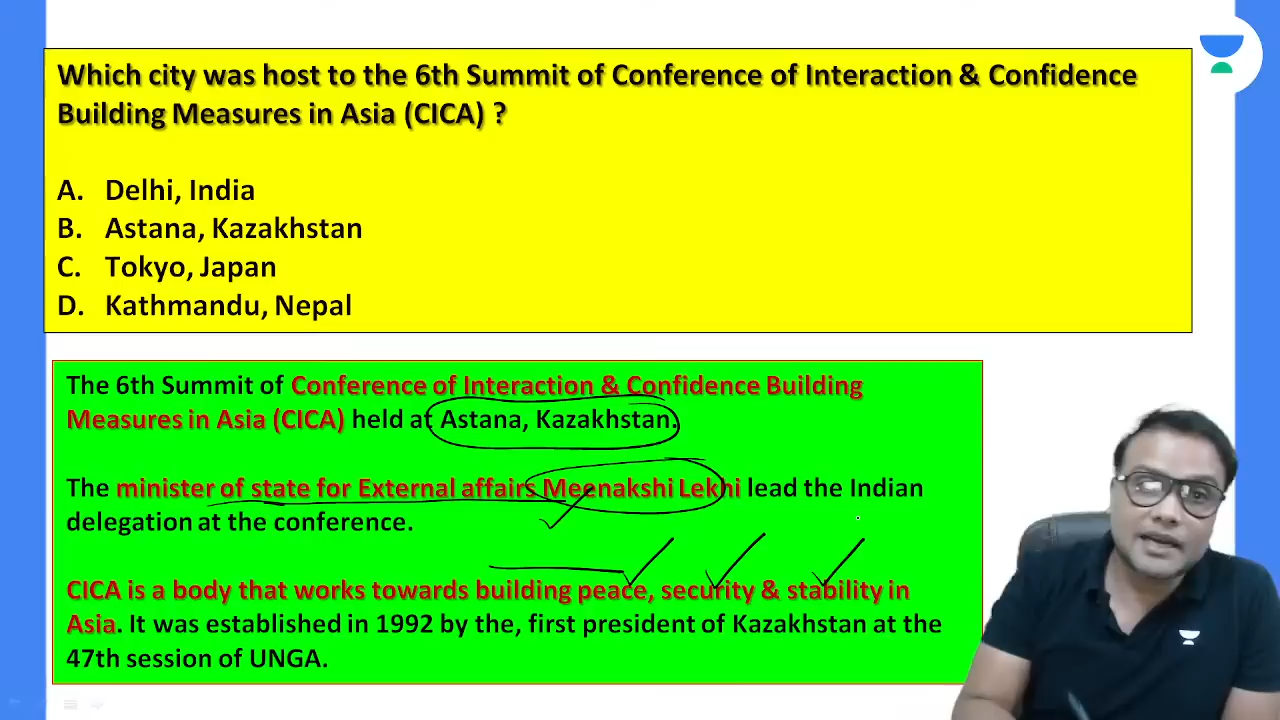 Which city was host to the 6th Summit of Conference of Interaction & Confidence
Building Measures in Asia (CICA) ?
A. Delhi, India
B. Astana, Kazakhstan
C. Tokyo, Japan
D. Kathmandu, Nepal
The 6th Summit of Conference of Interaction & Confidence Building
Measures in Asia (CICA) held at Astana, Kazakhstan.
The minister of state for External affairs Meenakshi Lekhi lead the Indian
delegation at the conference.
CICA is a body that works towards building peace, security & stability in
Asia. It was established in 1992 by the, first president of Kazakhstan at the
47th session of UNGA.